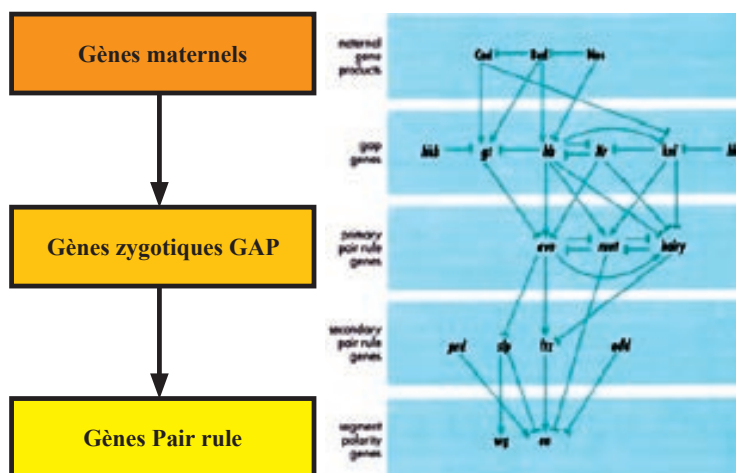 Gènes maternels
Gènes zygotiques GAP
Gènes Pair rule
maternal
gene
products
Cad Bcd Nos
gap
genes
gt hb Kr kni
primary
pair rule
genes
eve runt hairy
secondary
pair rule
genes
prd slp ftz odd
segment
polarity
genes
wg en